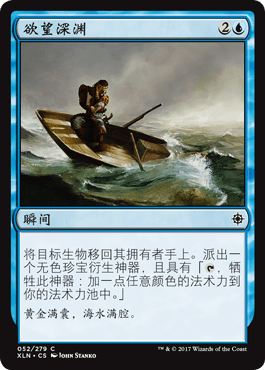 欲望深渊 2
瞬间
将目标生物移回其拥有者手上。派出一
个无色珍宝衍生神器，且具有「，牺
牲此神器：加一点任意颜色的法术力到
你的法术力池中。」
黄金满囊，海水满腔。
052/279 C
XLN • CS JOHN STANKO
™ & © 2017 Wizards of the Coast